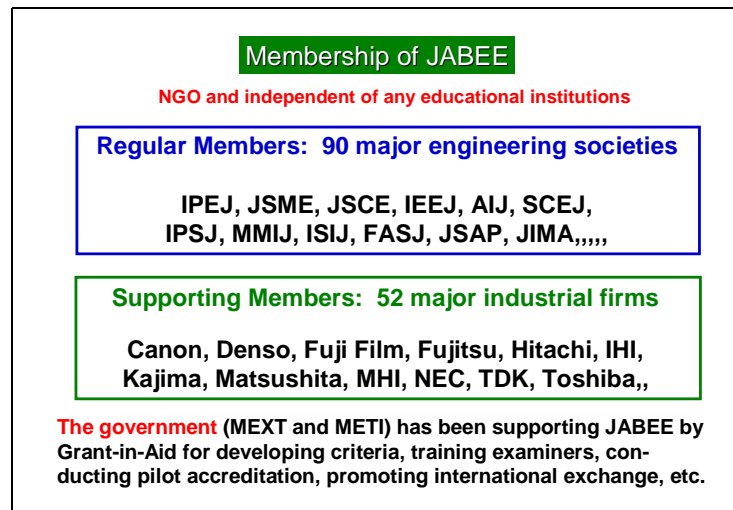 Membership of JABEE
NGO and independent of any educational institutions
Regular Members:  90 major engineering societies
IPEJ, JSME, JSCE, IEEJ, AIJ, SCEJ,
IPSJ, MMIJ, ISIJ, FASJ, JSAP, JIMA,,,,,
Supporting Members:  52 major industrial firms
Canon, Denso, Fuji Film, Fujitsu, Hitachi, IHI,
Kajima, Matsushita, MHI, NEC, TDK, Toshiba,,
The government (MEXT and METI) has been supporting JABEE by
Grant-in-Aid for developing criteria, training examiners, con-
ducting pilot accreditation, promoting international exchange, etc.